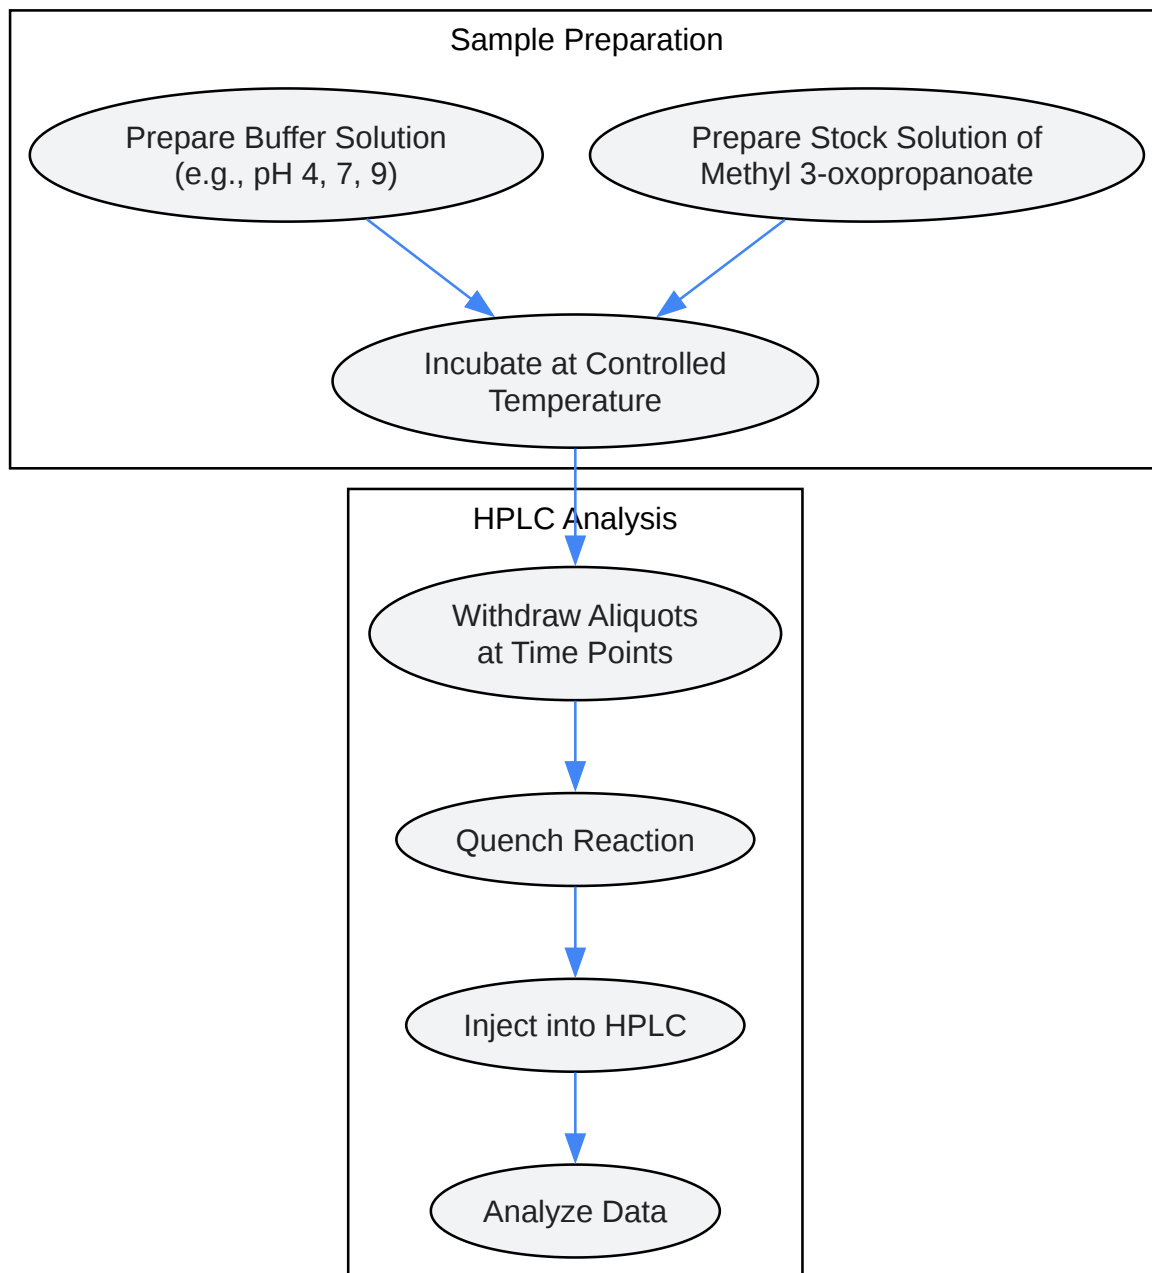 Sample Preparation
Prepare Buffer Solution
(e.g., pH 4, 7, 9)
Prepare Stock Solution of
Methyl 3-oxopropanoate
Incubate at Controlled
Temperature
HPLC Analysis
Withdraw Aliquots
at Time Points
Quench Reaction
Inject into HPLC
Analyze Data